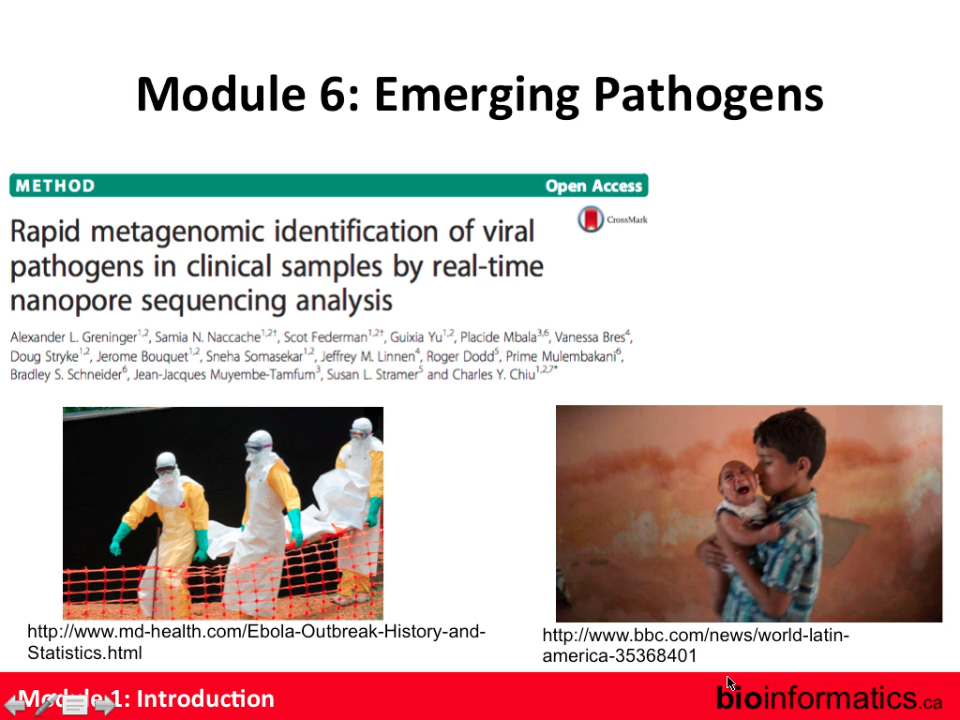 Module 6: Emerging Pathogens
METHOD Open Access
CrossMark
Rapid metagenomic identification of viral
pathogens in clinical samples by real-time
nanopore sequencing analysis
Alexander L. Greninger1,2, Samia N. Naccache1,2†, Scot Federman1,2†, Guixia Yu1,2, Placide Mbala3,6, Vanessa Bres4,
Doug Stryke1,2, Jerome Bouquet1,2, Sneha Somasekar1,2, Jeffrey M. Linnen4, Roger Dodd5, Prime Mulembakani6,
Bradley S. Schneider6, Jean-Jacques Muyembe-Tamfum3, Susan L. Stramer5 and Charles Y. Chiu1,2,7*
http://www.md-health.com/Ebola-Outbreak-History-and-
Statistics.html
http://www.bbc.com/news/world-latin-
america-35368401
Module 1: Introduction
bioinformatics.ca